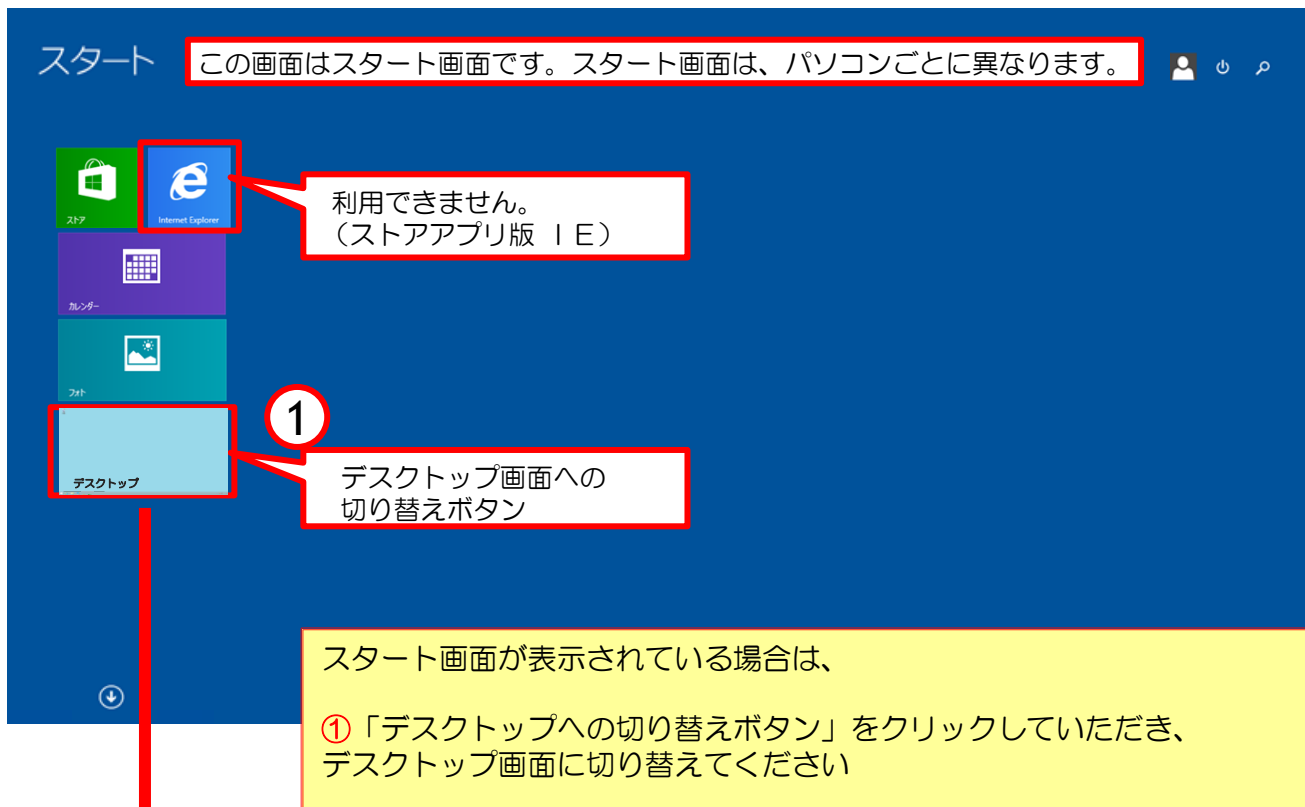 スタート
この画面はスタート画面です。スタート画面は、パソコンごとに異なります。
ストア
Internet Explorer
利用できません。
（ストアアプリ版 ＩＥ）
カレンダー
フォト
①
デスクトップ
デスクトップ画面への
切り替えボタン
スタート画面が表示されている場合は、
①「デスクトップへの切り替えボタン」をクリックしていただき、
デスクトップ画面に切り替えてください